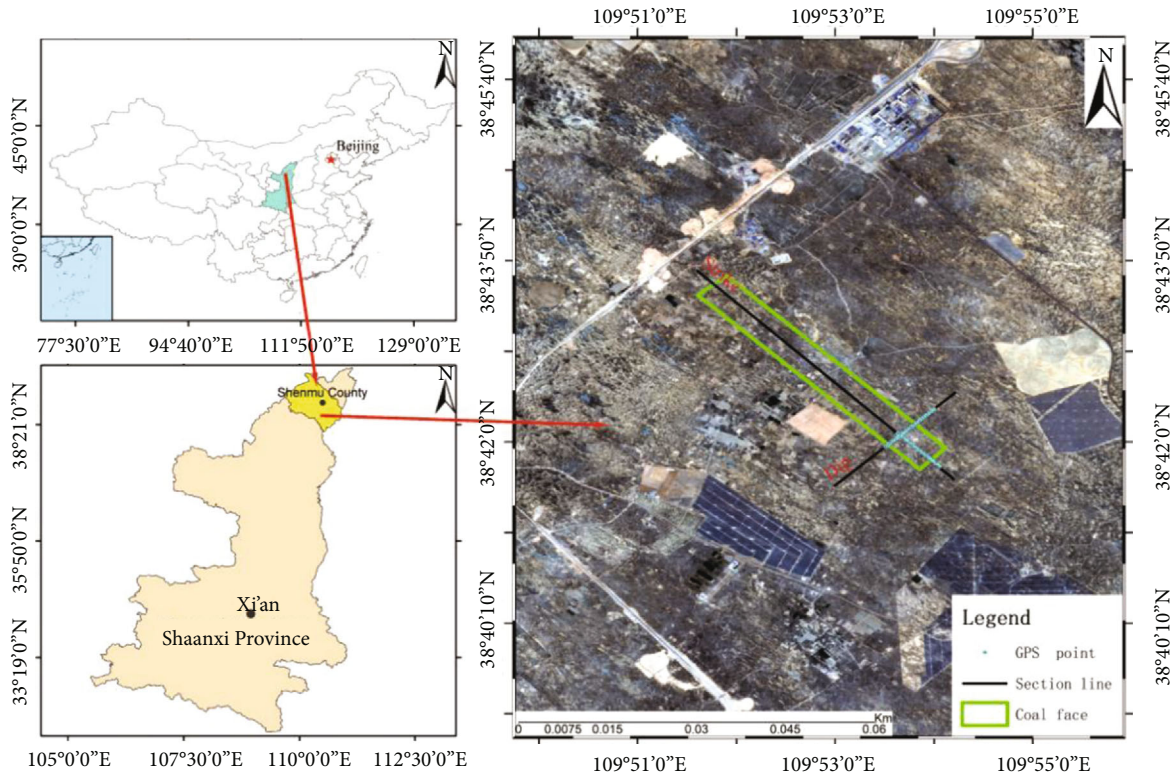 N
45°0'0"N
30°0'0"N
Beijing
77°30'0"E 94°40'0"E 111°50'0"E 129°0'0"E
N
Shenmu County
38°21'0"N
35°50'0"N
33°19'0"N
Xi'an
Shaanxi Province
105°0'0"E 107°30'0"E 110°0'0"E 112°30'0"E
109°51'0"E 109°53'0"E 109°55'0"E
N
38°45'40"N
38°43'50"N
38°42'0"N
38°40'10"N
38°45'40"N
38°43'50"N
38°42'0"N
38°40'10"N
Strike
Dip
Legend
GPS point
Section line
Coal face
Km
0 0.0075 0.015 0.03 0.045 0.06
109°51'0"E 109°53'0"E 109°55'0"E